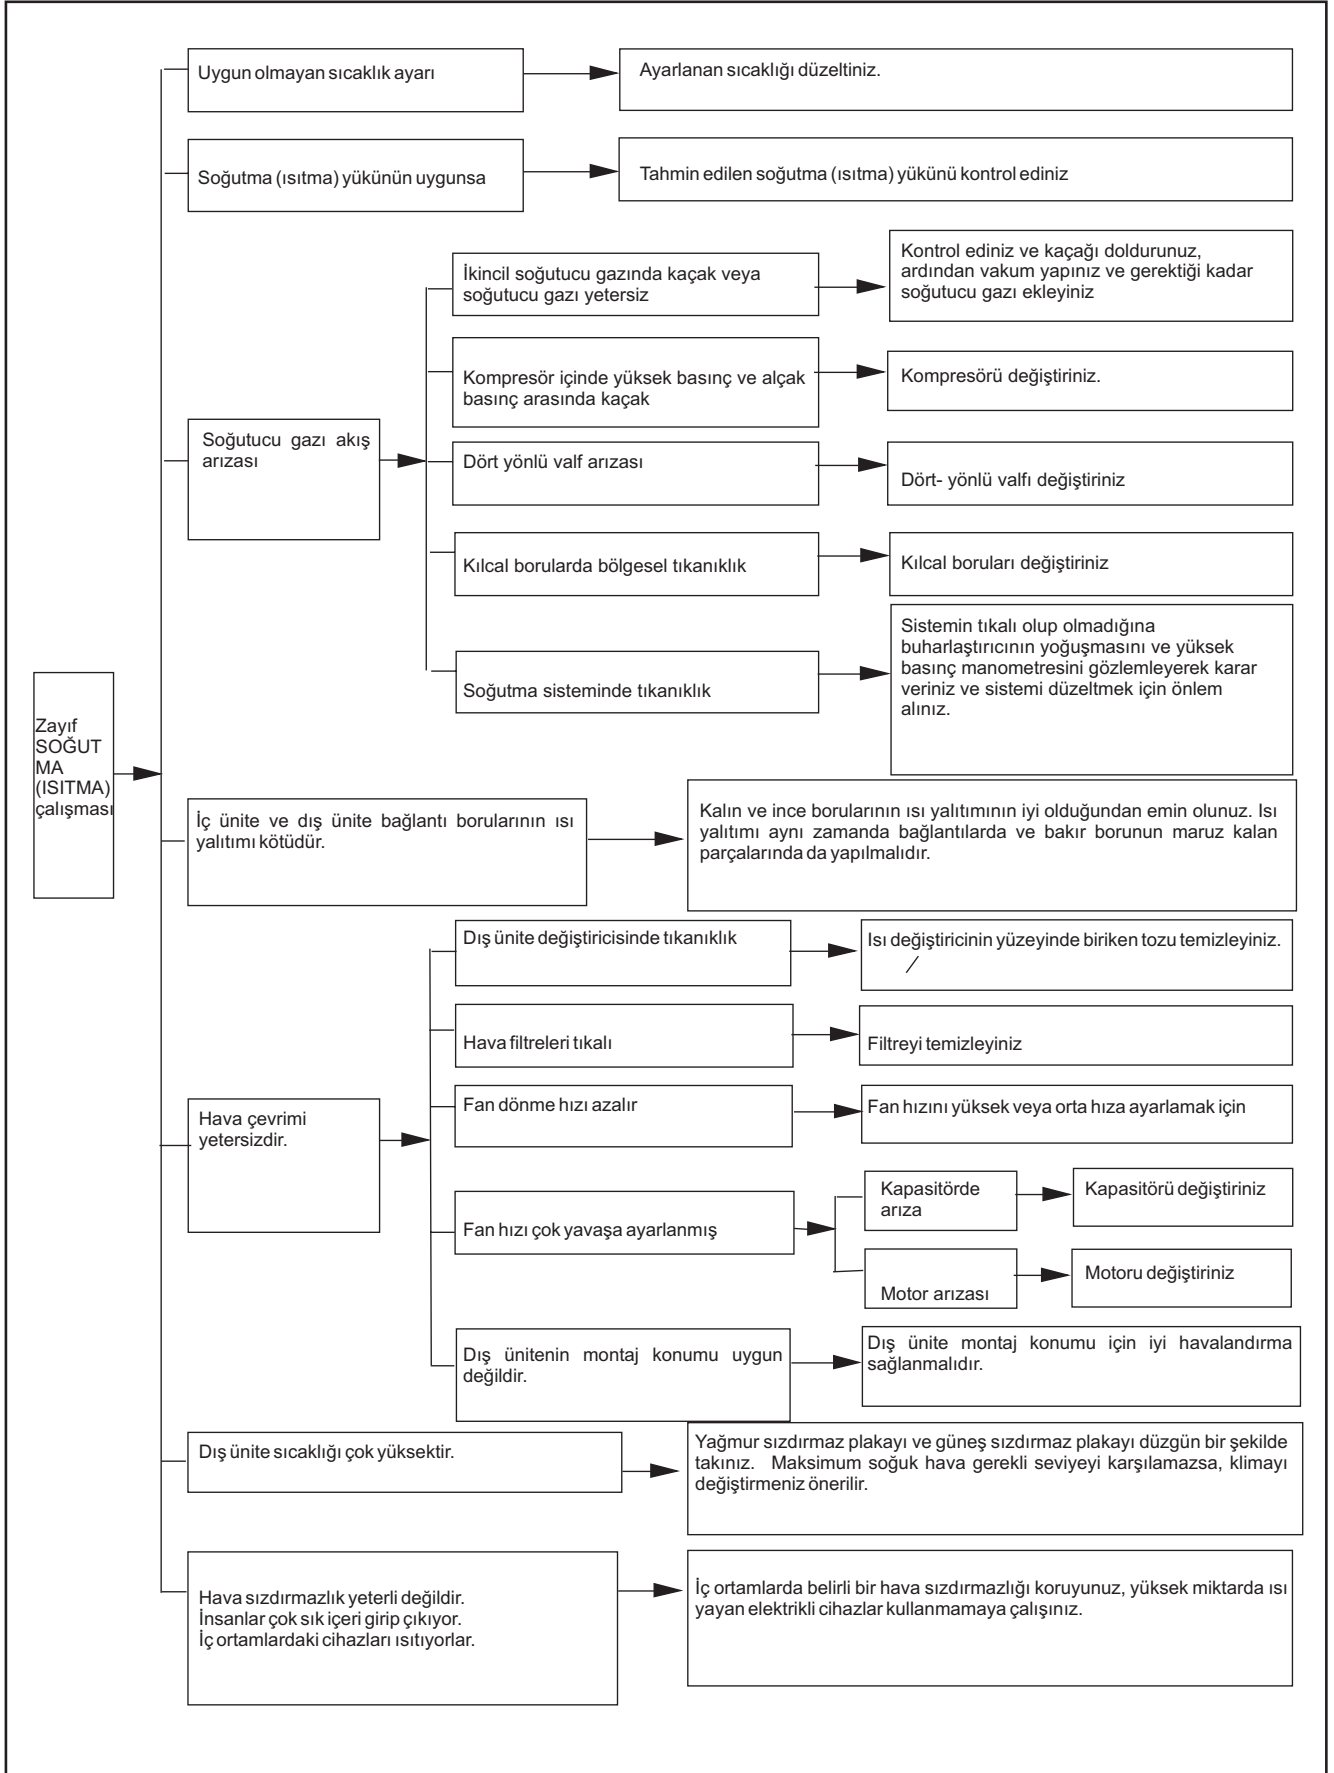 Uygun olmayan sıcaklık ayarı
Ayarlanan sıcaklığı düzeltiniz.
Soğutma (ısıtma) yükünün uygunsa
Tahmin edilen soğutma (ısıtma) yükünü kontrol ediniz
Soğutucu gazı akış
arızası
İkincil soğutucu gazında kaçak veya
soğutucu gazı yetersiz
Kontrol ediniz ve kaçağı doldurunuz,
ardından vakum yapınız ve gerektiği kadar
soğutucu gazı ekleyiniz
Kompresör içinde yüksek basınç ve alçak
basınç arasında kaçak
Kompresörü değiştiriniz.
Dört yönlü valf arızası
Dört- yönlü valfı değiştiriniz
Kılcal borularda bölgesel tıkanıklık
Kılcal boruları değiştiriniz
Soğutma sisteminde tıkanıklık
Sistemin tıkalı olup olmadığına
buharlaştırıcının yoğuşmasını ve yüksek
basınç manometresini gözlemleyerek karar
veriniz ve sistemi düzeltmek için önlem
alınız.
Zayıf
SOĞUT
MA
(ISITMA)
çalışması
İç ünite ve dış ünite bağlantı borularının ısı
yalıtımı kötüdür.
Kalın ve ince borularının ısı yalıtımının iyi olduğundan emin olunuz. Isı
yalıtımı aynı zamanda bağlantılarda ve bakır borunun maruz kalan
parçalarında da yapılmalıdır.
Hava çevrimi
yetersizdir.
Dış ünite değiştiricisinde tıkanıklık
Isı değiştiricinin yüzeyinde biriken tozu temizleyiniz.
/
Hava filtreleri tıkalı
Filtreyi temizleyiniz
Fan dönme hızı azalır
Fan hızını yüksek veya orta hıza ayarlamak için
Fan hızı çok yavaşa ayarlanmış
Kapasitörde
arıza
Kapasitörü değiştiriniz
Motor arızası
Motoru değiştiriniz
Dış ünitenin montaj konumu uygun
değildir.
Dış ünite montaj konumu için iyi havalandırma
sağlanmalıdır.
Dış ünite sıcaklığı çok yüksektir.
Yağmur sızdırmaz plakayı ve güneş sızdırmaz plakayı düzgün bir şekilde
takınız. Maksimum soğuk hava gerekli seviyeyi karşılamazsa, klimayı
değiştirmeniz önerilir.
Hava sızdırmazlık yeterli değildir.
İnsanlar çok sık içeri girip çıkıyor.
İç ortamlardaki cihazları ısıtıyorlar.
İç ortamlarda belirli bir hava sızdırmazlığı koruyunuz, yüksek miktarda ısı
yayan elektrikli cihazlar kullanmamaya çalışınız.